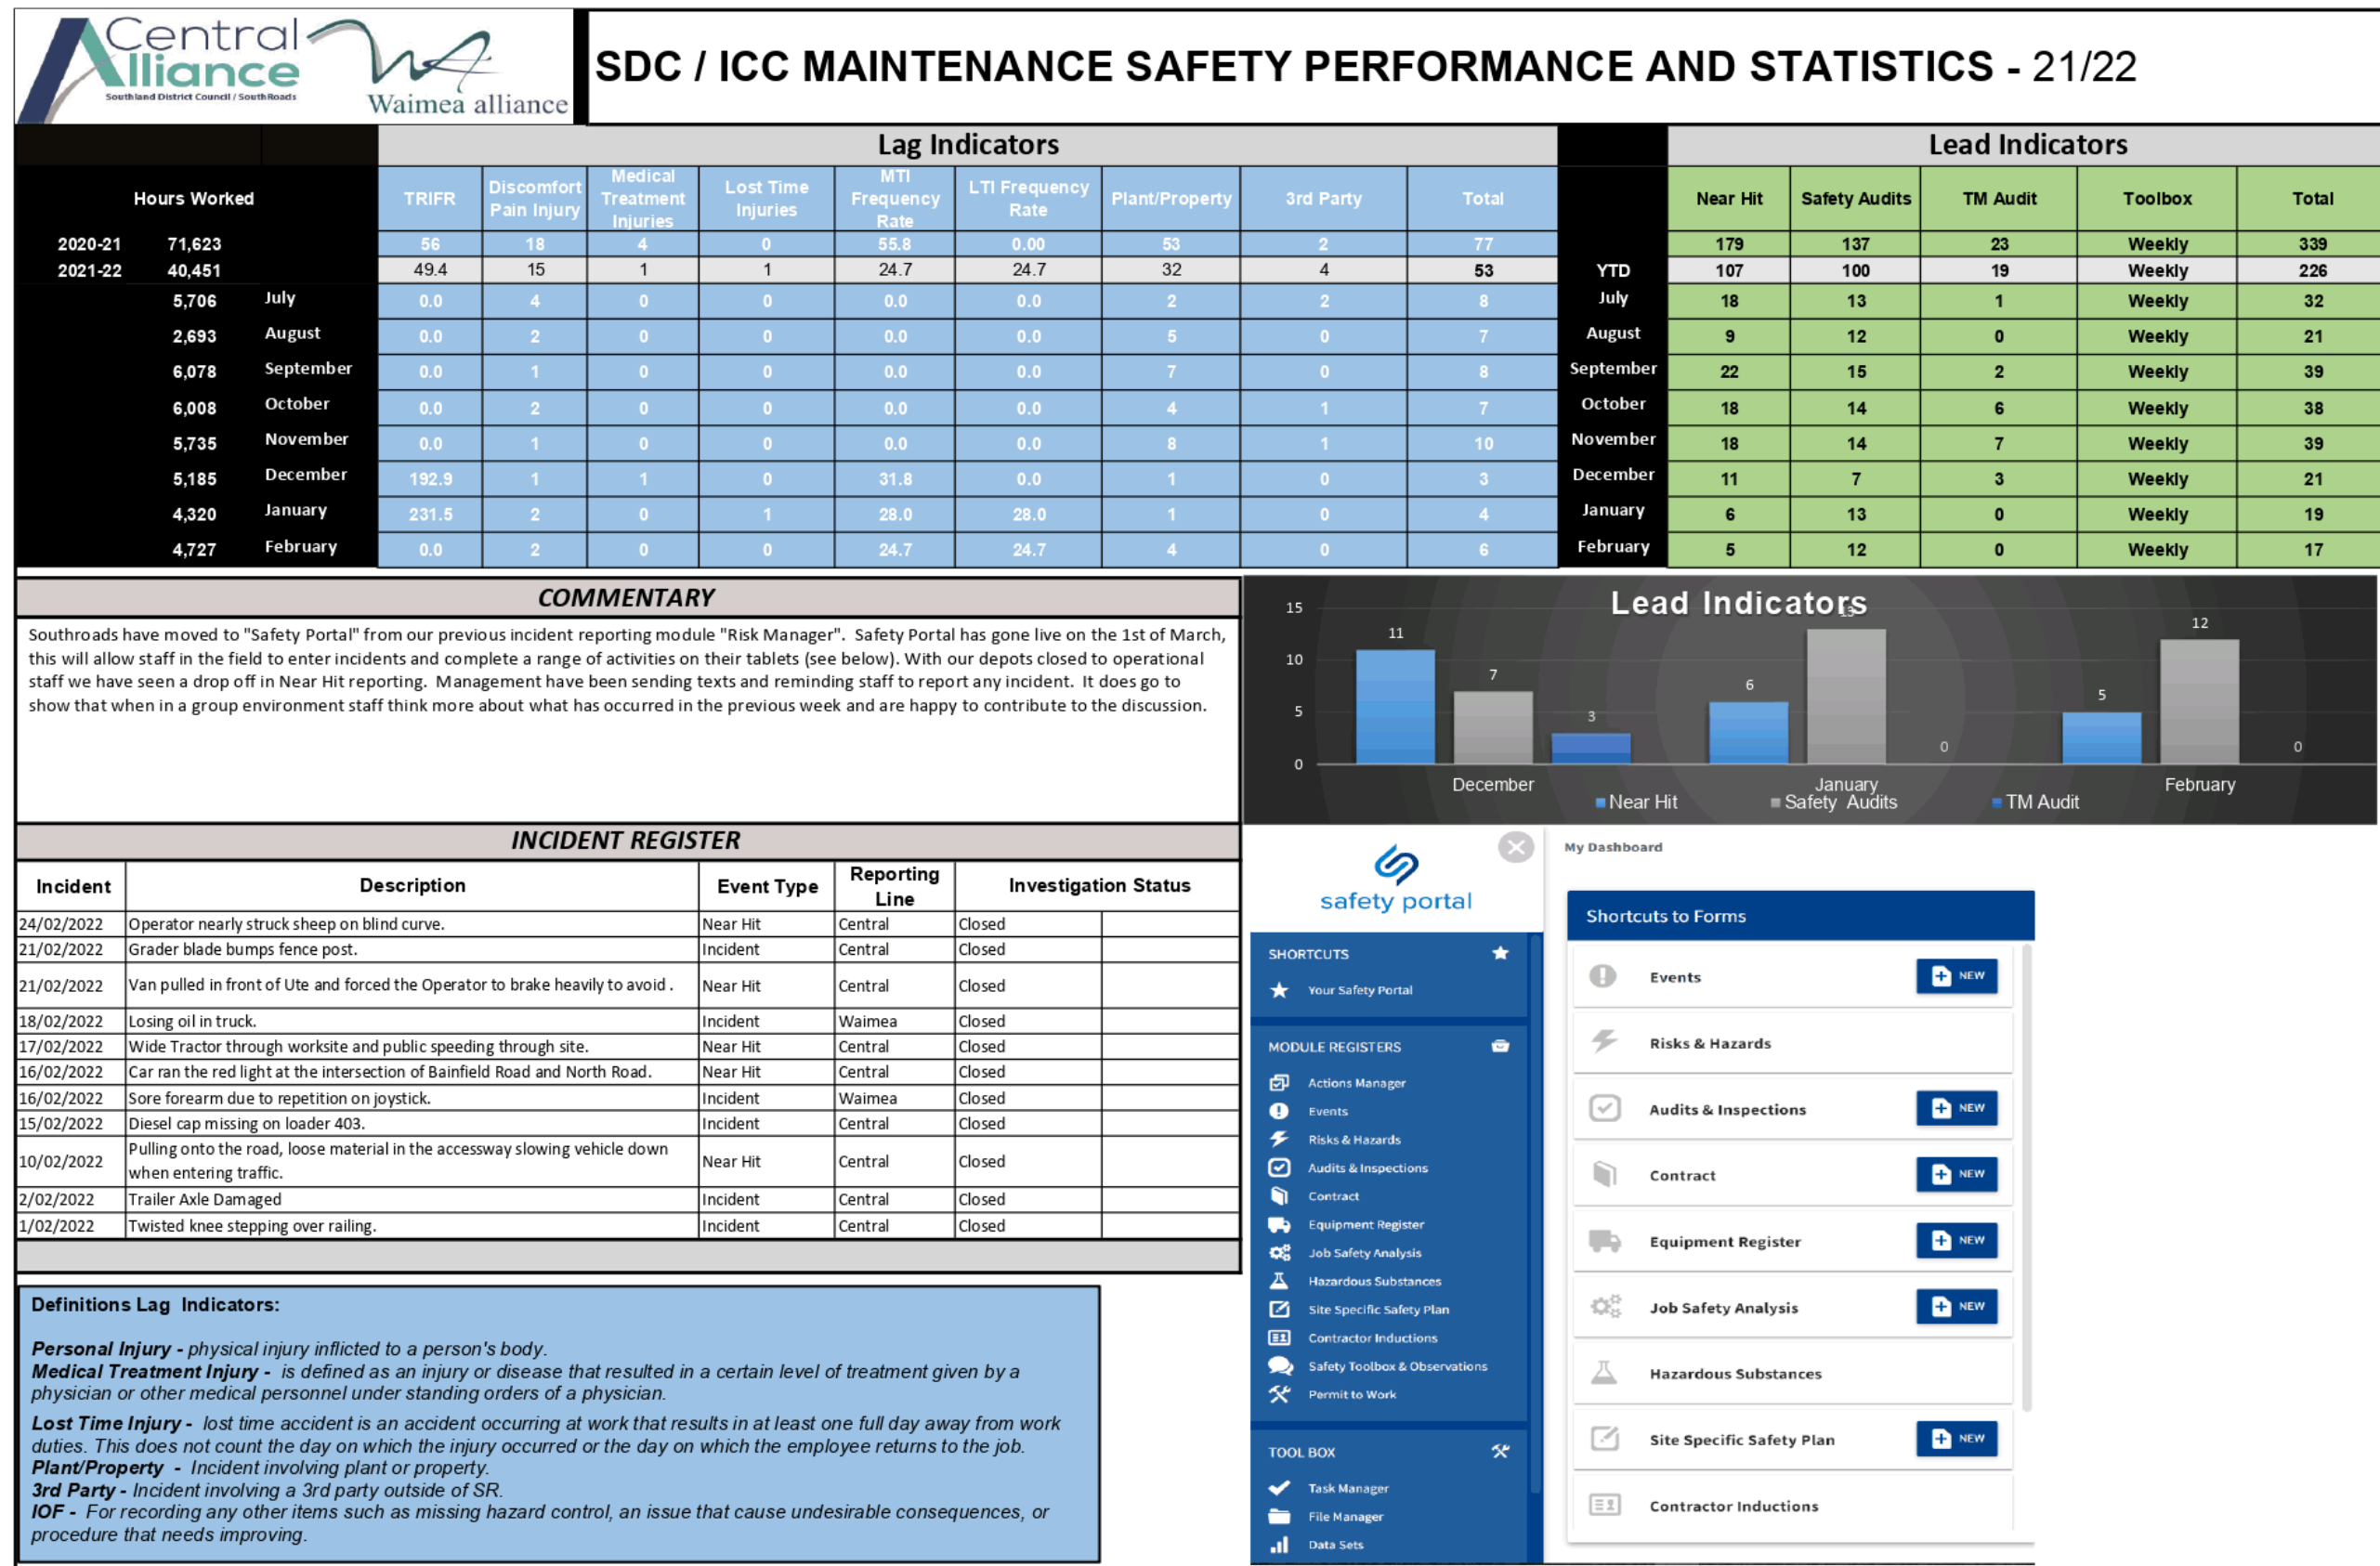 Central
Alliance
Southland District Council / SouthRoads
Waimea alliance
SDC / ICC MAINTENANCE SAFETY PERFORMANCE AND STATISTICS - 21/22
Lag Indicators
Lead Indicators
Hours Worked TRIFR Discomfort Pain Injury Medical Treatment Injuries Lost Time Injuries MTI Frequency Rate LTI Frequency Rate Plant/Property 3rd Party Total Near Hit Safety Audits TM Audit Toolbox Total
2020-21 71,623 56 18 4 0 55.8 0.00 53 2 77 179 137 23 Weekly 339
2021-22 40,451 49.4 15 1 1 24.7 24.7 32 4 53 YTD 107 100 19 Weekly 226
5,706 July 0.0 4 0 0 0.0 0.0 2 2 8 July 18 13 1 Weekly 32
2,693 August 0.0 2 0 0 0.0 0.0 5 0 7 August 9 12 0 Weekly 21
6,078 September 0.0 1 0 0 0.0 0.0 7 0 8 September 22 15 2 Weekly 39
6,008 October 0.0 2 0 0 0.0 0.0 4 1 7 October 18 14 6 Weekly 38
5,735 November 0.0 1 0 0 0.0 0.0 8 1 10 November 18 14 7 Weekly 39
5,185 December 192.9 1 1 0 31.8 0.0 1 0 3 December 11 7 3 Weekly 21
4,320 January 231.5 2 0 1 28.0 28.0 1 0 4 January 6 13 0 Weekly 19
4,727 February 0.0 2 0 0 24.7 24.7 4 0 6 February 5 12 0 Weekly 17
COMMENTARY
Southroads have moved to "Safety Portal" from our previous incident reporting module "Risk Manager". Safety Portal has gone live on the 1st of March,
this will allow staff in the field to enter incidents and complete a range of activities on their tablets (see below). With our depots closed to operational
staff we have seen a drop off in Near Hit reporting. Management have been sending texts and reminding staff to report any incident. It does go to
show that when in a group environment staff think more about what has occurred in the previous week and are happy to contribute to the discussion.
Lead Indicators
15
10
5
0
11
7
3
6
13
0
5
12
0
December
January
February
Near Hit
Safety Audits
TM Audit
INCIDENT REGISTER
Incident Description Event Type Reporting Line Investigation Status
24/02/2022 Operator nearly struck sheep on blind curve. Near Hit Central Closed
21/02/2022 Grader blade bumps fence post. Incident Central Closed
21/02/2022 Van pulled in front of Ute and forced the Operator to brake heavily to avoid . Near Hit Central Closed
18/02/2022 Losing oil in truck. Incident Waimea Closed
17/02/2022 Wide Tractor through worksite and public speeding through site. Near Hit Central Closed
16/02/2022 Car ran the red light at the intersection of Bainfield Road and North Road. Near Hit Central Closed
16/02/2022 Sore forearm due to repetition on joystick. Incident Waimea Closed
15/02/2022 Diesel cap missing on loader 403. Incident Central Closed
10/02/2022 Pulling onto the road, loose material in the accessway slowing vehicle down
when entering traffic. Near Hit Central Closed
2/02/2022 Trailer Axle Damaged Incident Central Closed
1/02/2022 Twisted knee stepping over railing. Incident Central Closed
Definitions Lag Indicators:
Personal Injury - physical injury inflicted to a person's body.
Medical Treatment Injury - is defined as an injury or disease that resulted in a certain level of treatment given by a
physician or other medical personnel under standing orders of a physician.
Lost Time Injury - lost time accident is an accident occurring at work that results in at least one full day away from work
duties. This does not count the day on which the injury occurred or the day on which the employee returns to the job.
Plant/Property - Incident involving plant or property.
3rd Party - Incident involving a 3rd party outside of SR.
IOF - For recording any other items such as missing hazard control, an issue that cause undesirable consequences, or
procedure that needs improving.
safety portal
SHORTCUTS
Your Safety Portal
MODULE REGISTERS
Actions Manager
Events
Risks & Hazards
Audits & Inspections
Contract
Equipment Register
Job Safety Analysis
Hazardous Substances
Site Specific Safety Plan
Contractor Inductions
Safety Toolbox & Observations
Permit to Work
TOOL BOX
Task Manager
File Manager
Data Sets
My Dashboard
Shortcuts to Forms
Events NEW
Risks & Hazards
Audits & Inspections NEW
Contract NEW
Equipment Register NEW
Job Safety Analysis NEW
Hazardous Substances
Site Specific Safety Plan NEW
Contractor Inductions